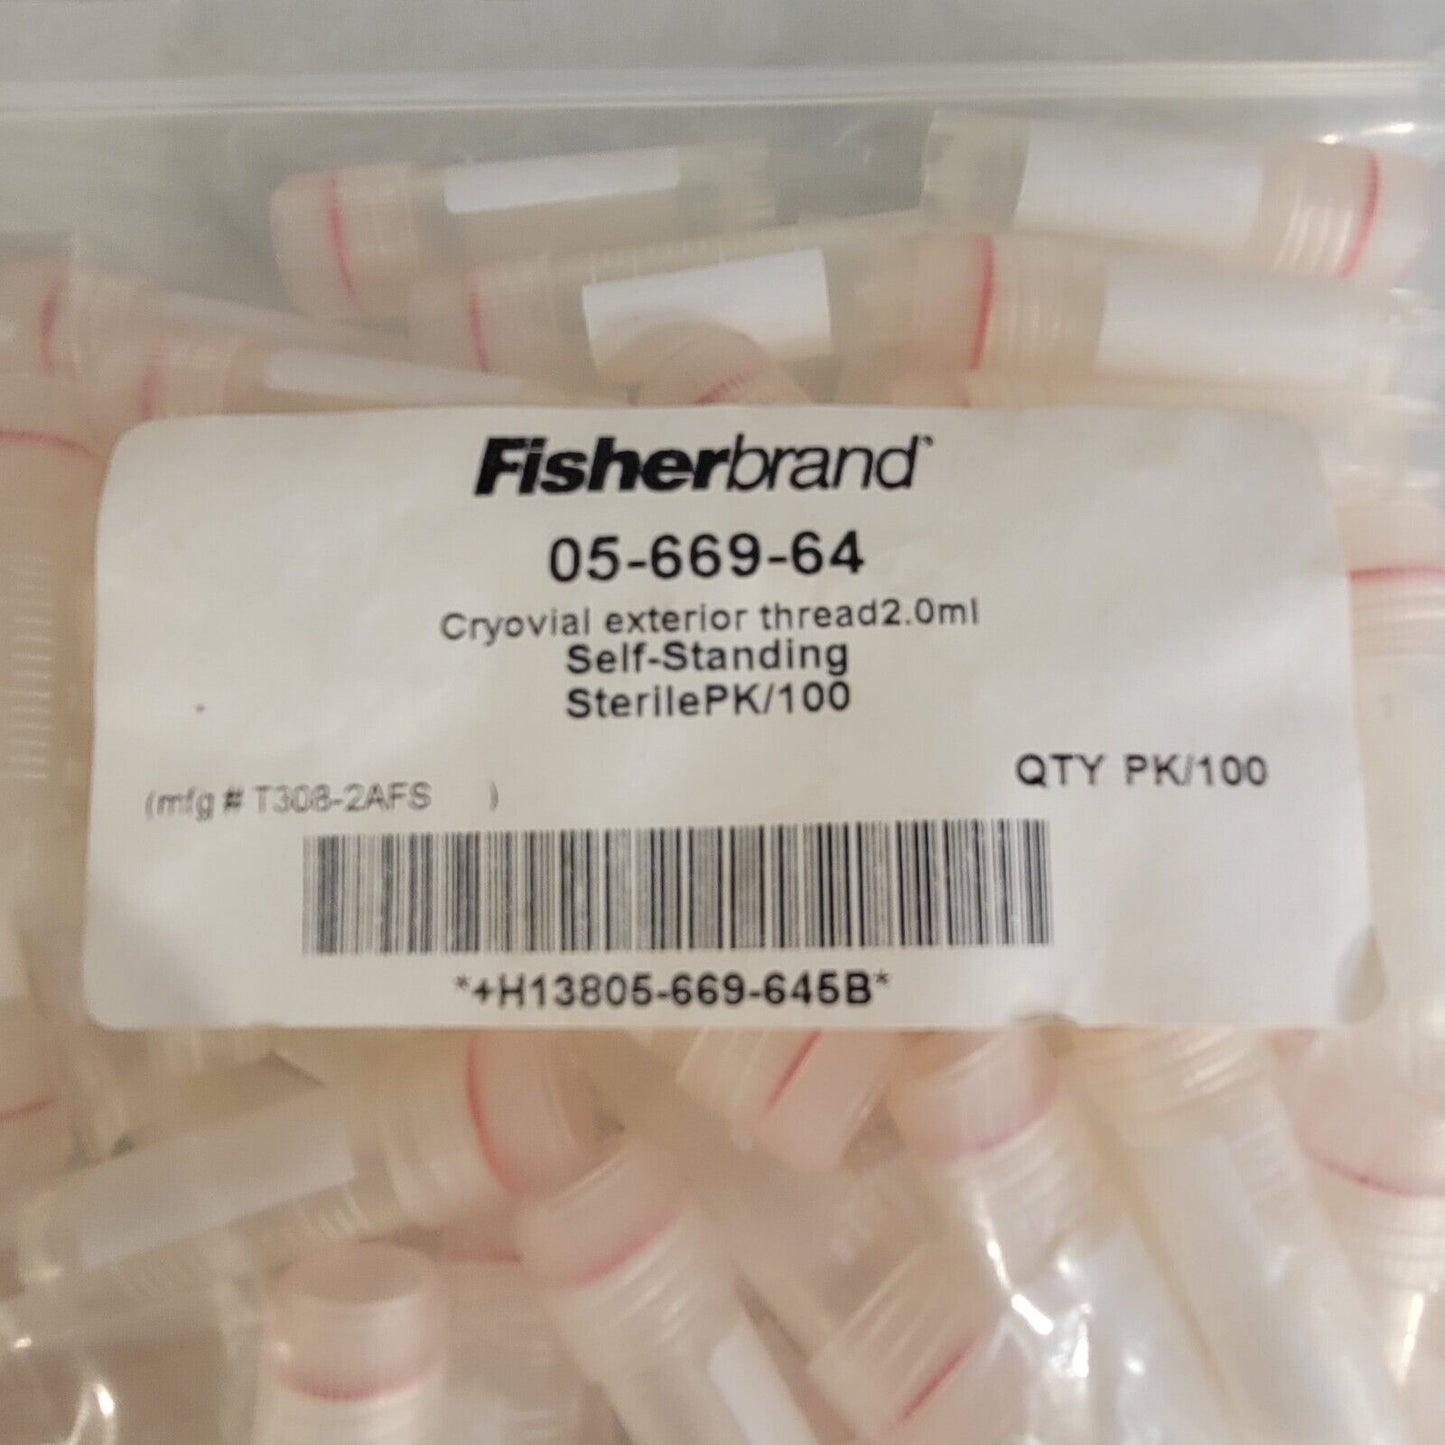 Fisherbrand
05-669-64
Cryovial exterior thread2.0ml
Self-Standing
SterilePK/100
QTY PK/100
(mfg # T308-2AFS )
*+H13805-669-645B*